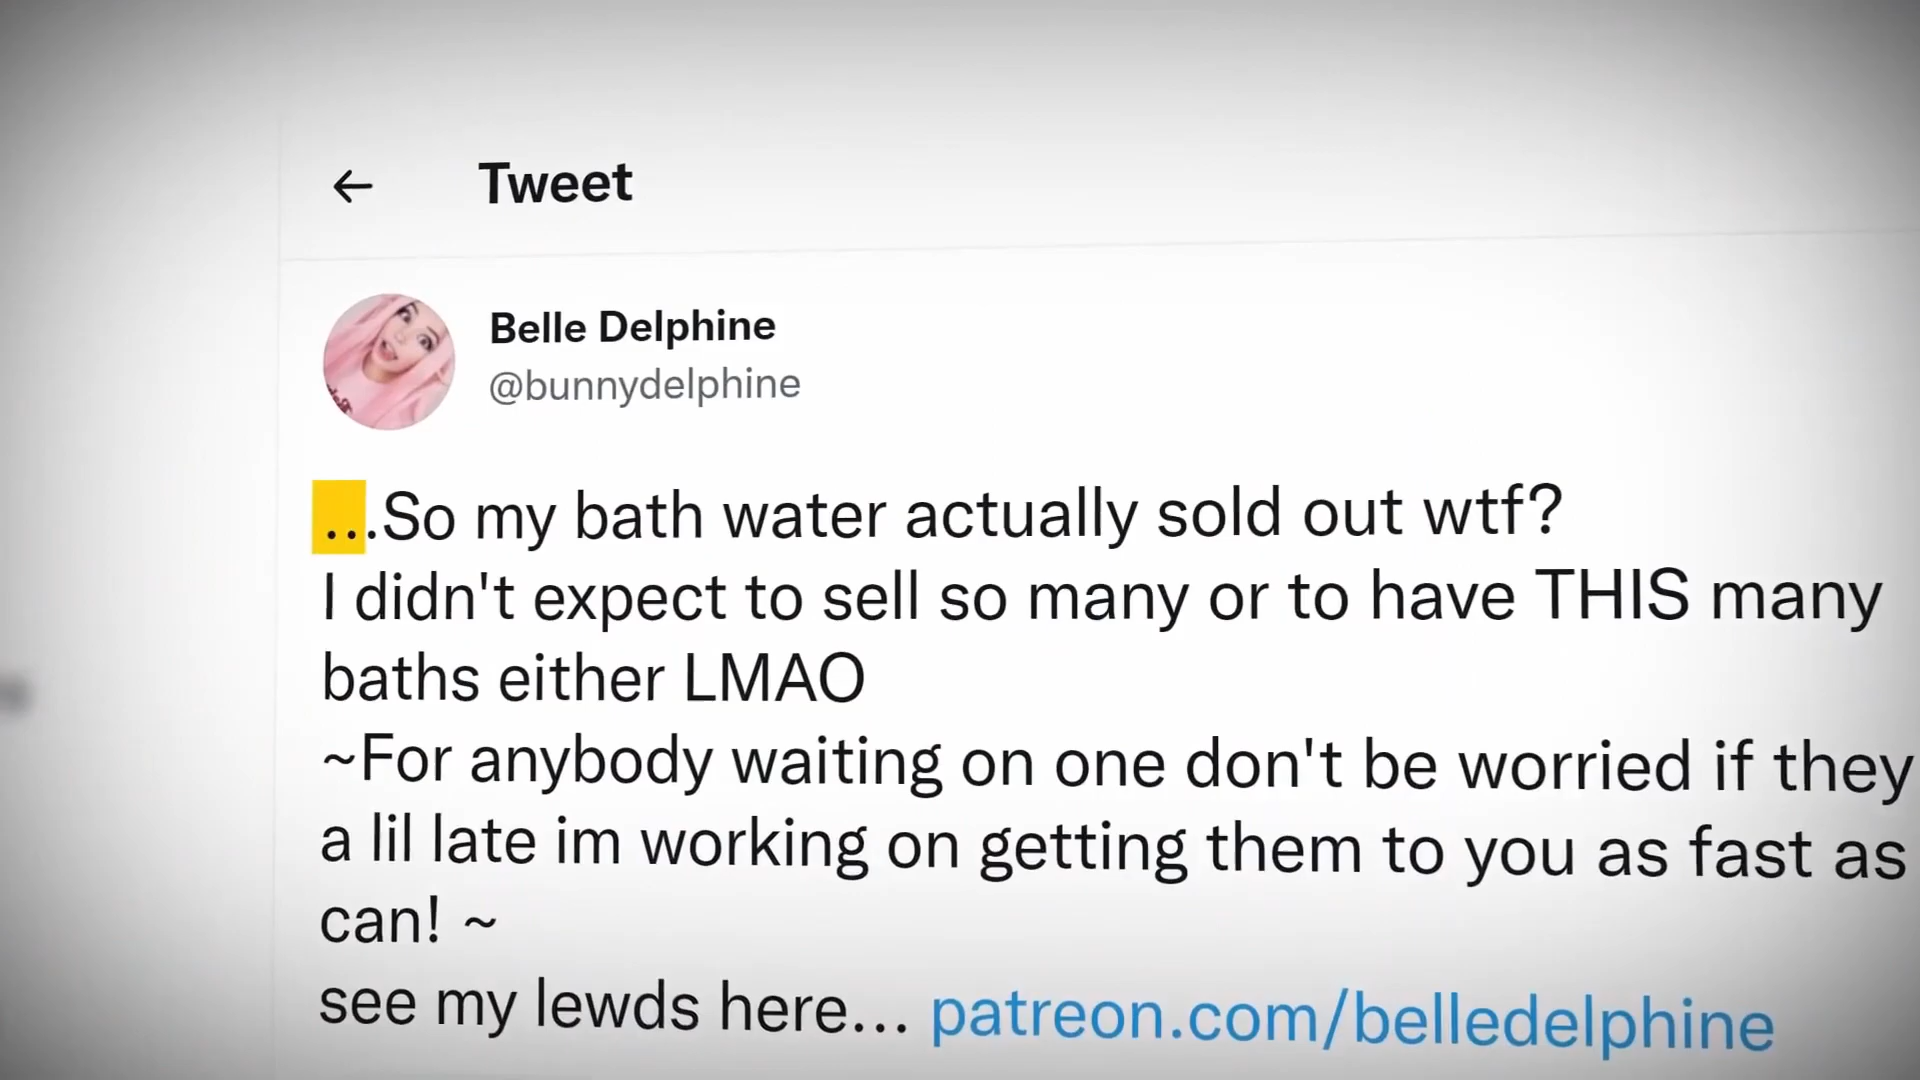 ← Tweet
Belle Delphine
@bunnydelphine
...So my bath water actually sold out wtf?
I didn't expect to sell so many or to have THIS many
baths either LMAO
~For anybody waiting on one don't be worried if they
a lil late im working on getting them to you as fast as
can! ~
see my lewds here... patreon.com/belledelphine